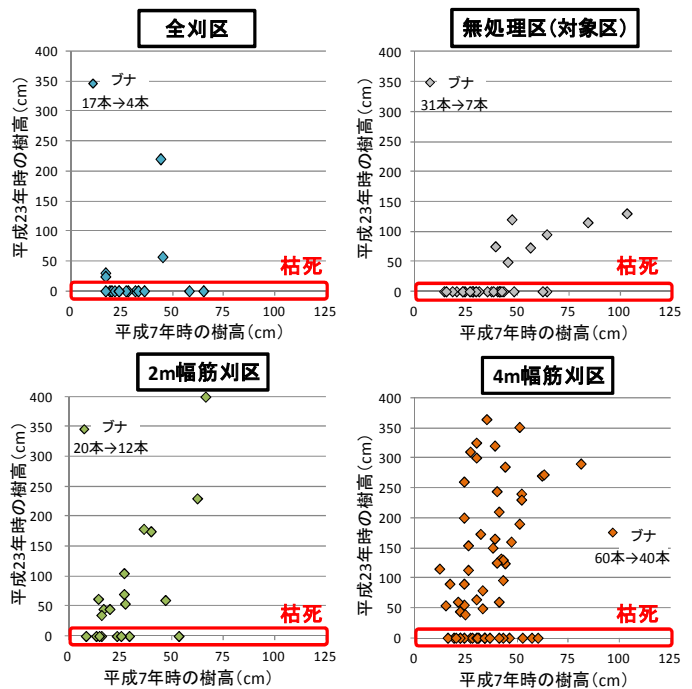 全刈区
平成23年時の樹高(cm)
400
350
300
250
200
150
100
50
0
ブナ
17本→4本
枯死
0
25
50
75
100
125
平成7年時の樹高(cm)
無処理区(対象区)
平成23年時の樹高(cm)
400
350
300
250
200
150
100
50
0
ブナ
31本→7本
枯死
0
25
50
75
100
125
平成7年時の樹高(cm)
2m幅筋刈区
平成23年時の樹高(cm)
400
350
300
250
200
150
100
50
0
ブナ
20本→12本
枯死
0
25
50
75
100
125
平成7年時の樹高(cm)
4m幅筋刈区
平成23年時の樹高(cm)
400
350
300
250
200
150
100
50
0
ブナ
60本→40本
枯死
0
25
50
75
100
125
平成7年時の樹高(cm)